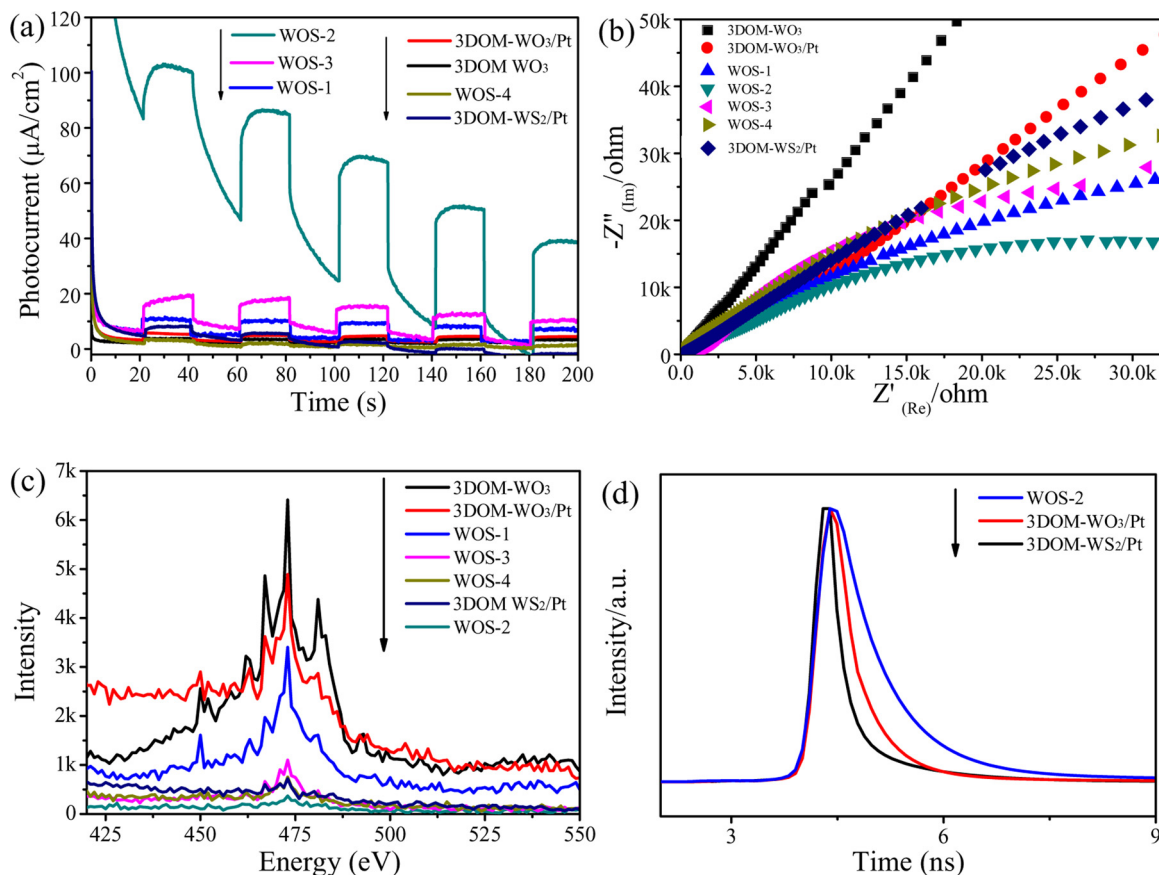 (a)
WOS-2
WOS-3
WOS-1
3DOM-WO₃/Pt
3DOM WO₃
WOS-4
3DOM-WS₂/Pt
Photocurrent (μA/cm²)
120
100
80
60
40
20
0
0 20 40 60 80 100 120 140 160 180 200
Time (s)
(b)
3DOM-WO₃
3DOM-WO₃/Pt
WOS-1
WOS-2
WOS-3
WOS-4
3DOM-WS₂/Pt
-Z''(Im)/ohm
50k
40k
30k
20k
10k
0
0.0 5.0k 10.0k 15.0k 20.0k 25.0k 30.0k
Z'(Re)/ohm
(c)
3DOM-WO₃
3DOM-WO₃/Pt
WOS-1
WOS-3
WOS-4
3DOM WS₂/Pt
WOS-2
Intensity
7k
6k
5k
4k
3k
2k
1k
0
425 450 475 500 525 550
Energy (eV)
(d)
WOS-2
3DOM-WO₃/Pt
3DOM-WS₂/Pt
Intensity/a.u.
3 6 9
Time (ns)